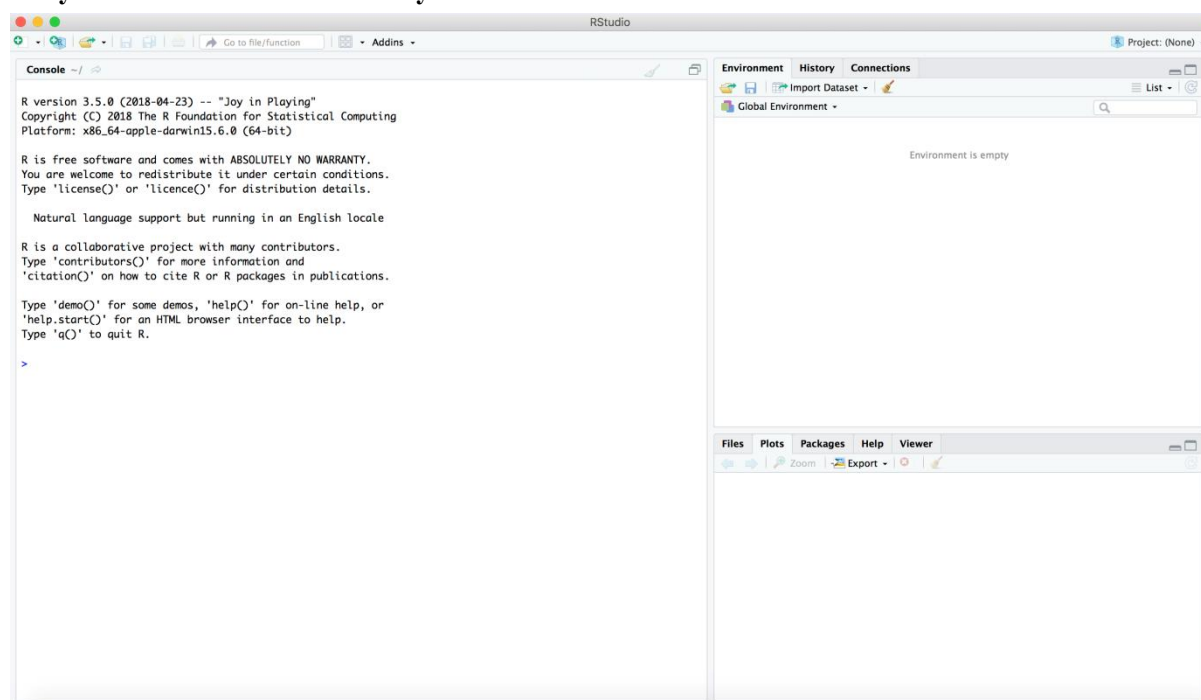 RStudio
Go to file/function
Addins
Project: (None)
Console ~/
R version 3.5.0 (2018-04-23) -- "Joy in Playing"
Copyright (C) 2018 The R Foundation for Statistical Computing
Platform: x86_64-apple-darwin15.6.0 (64-bit)
R is free software and comes with ABSOLUTELY NO WARRANTY.
You are welcome to redistribute it under certain conditions.
Type 'license()' or 'licence()' for distribution details.
Natural language support but running in an English locale
R is a collaborative project with many contributors.
Type 'contributors()' for more information and
'citation()' on how to cite R or R packages in publications.
Type 'demo()' for some demos, 'help()' for on-line help, or
'help.start()' for an HTML browser interface to help.
Type 'q()' to quit R.
>
Environment History Connections
Import Dataset
List
Global Environment
Environment is empty
Files Plots Packages Help Viewer
Zoom Export